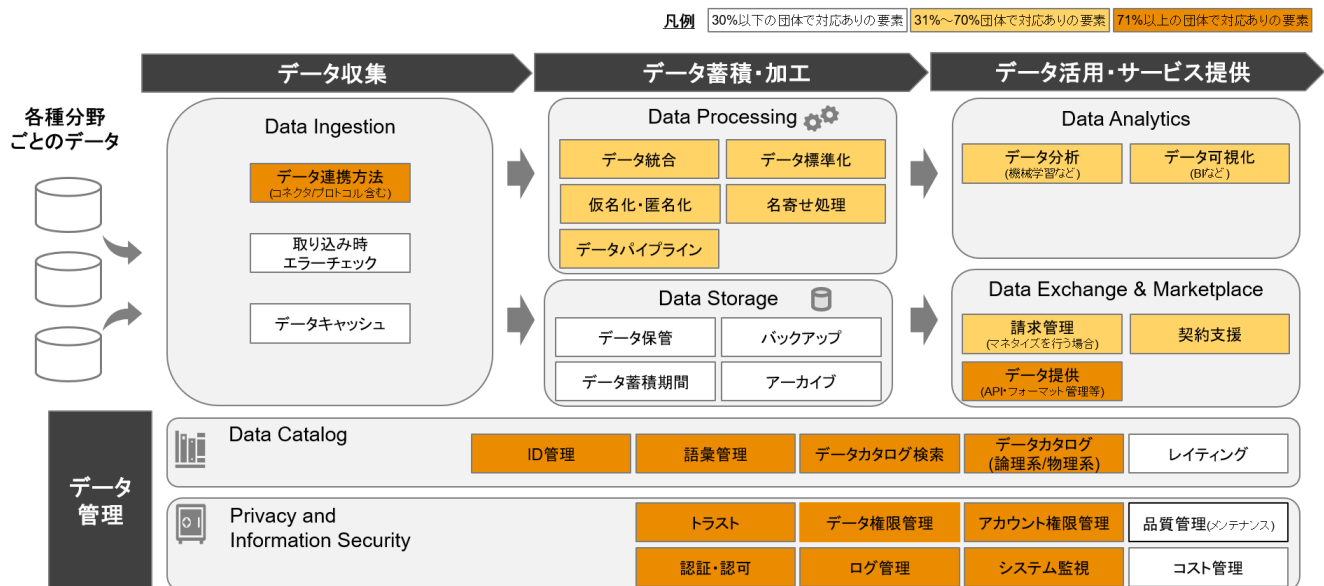 凡例
30%以下の団体で対応ありの要素
31%～70%団体で対応ありの要素
71%以上の団体で対応ありの要素
データ収集
データ蓄積・加工
データ活用・サービス提供
各種分野
ごとのデータ
Data Ingestion
データ連携方法
(コネクタ/プロトコル含む)
取り込み時
エラーチェック
データキャッシュ
Data Processing
データ統合
データ標準化
仮名化・匿名化
名寄せ処理
データパイプライン
Data Storage
データ保管
バックアップ
データ蓄積期間
アーカイブ
Data Analytics
データ分析
(機械学習など)
データ可視化
(BIなど)
Data Exchange & Marketplace
請求管理
(マネタイズを行う場合)
契約支援
データ提供
(API・フォーマット管理等)
データ
管理
Data Catalog
ID管理
語彙管理
データカタログ検索
データカタログ
(論理系/物理系)
レイティング
Privacy and
Information Security
トラスト
データ権限管理
アカウント権限管理
品質管理(メンテナンス)
認証・認可
ログ管理
システム監視
コスト管理